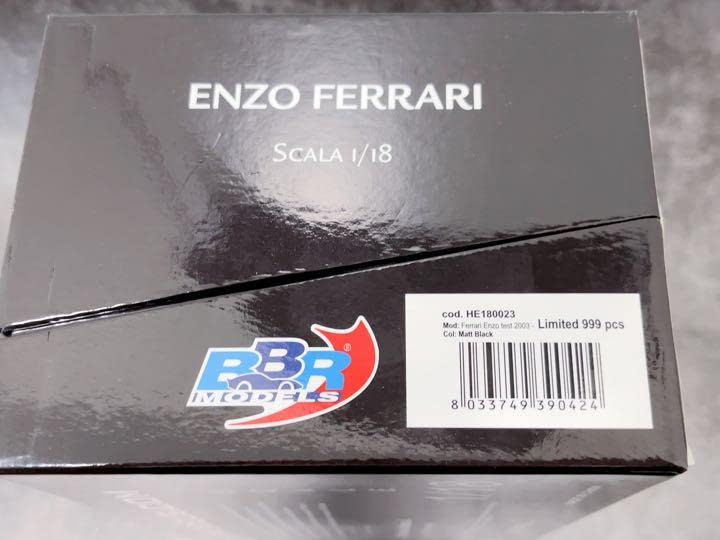 ENZO FERRARI
SCALA 1/18
cod. HE180023
Mod: Ferrari Enzo test 2003 - Limited 999 pcs
Col: Matt Black
8 033749 390424
BBR®
MODELS